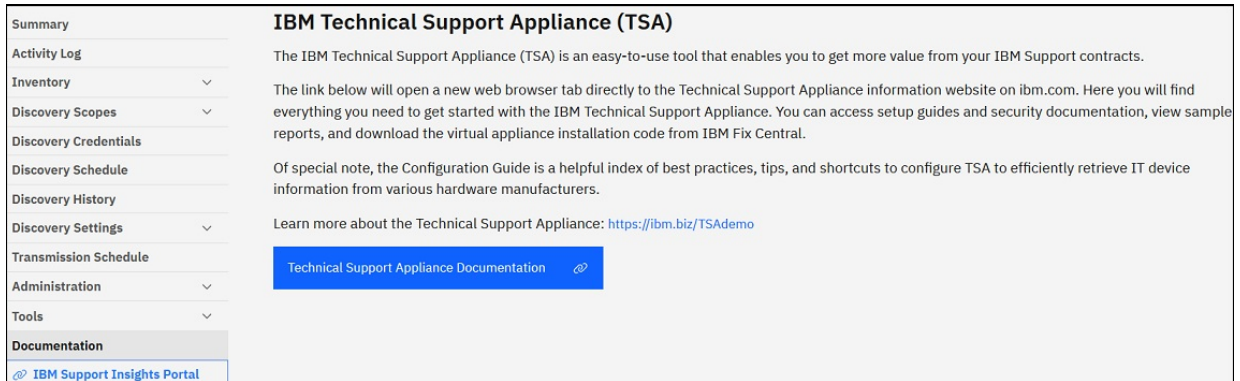 Summary
Activity Log
Inventory
Discovery Scopes
Discovery Credentials
Discovery Schedule
Discovery History
Discovery Settings
Transmission Schedule
Administration
Tools
Documentation
IBM Support Insights Portal
IBM Technical Support Appliance (TSA)
The IBM Technical Support Appliance (TSA) is an easy-to-use tool that enables you to get more value from your IBM Support contracts.
The link below will open a new web browser tab directly to the Technical Support Appliance information website on ibm.com. Here you will find
everything you need to get started with the IBM Technical Support Appliance. You can access setup guides and security documentation, view sample
reports, and download the virtual appliance installation code from IBM Fix Central.
Of special note, the Configuration Guide is a helpful index of best practices, tips, and shortcuts to configure TSA to efficiently retrieve IT device
information from various hardware manufacturers.
Learn more about the Technical Support Appliance: https://ibm.biz/TSAdemo
Technical Support Appliance Documentation